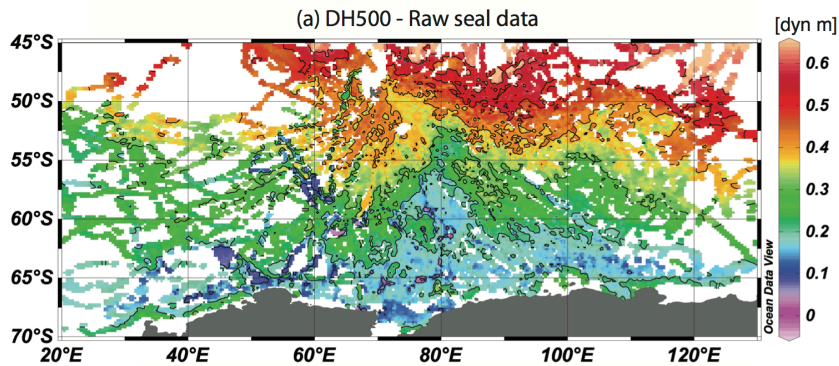 (a) DH500 - Raw seal data
[dyn m]
45°S
50°S
55°S
60°S
65°S
70°S
20°E 40°E 60°E 80°E 100°E 120°E
Ocean Data View
0.6
0.5
0.4
0.3
0.2
0.1
0